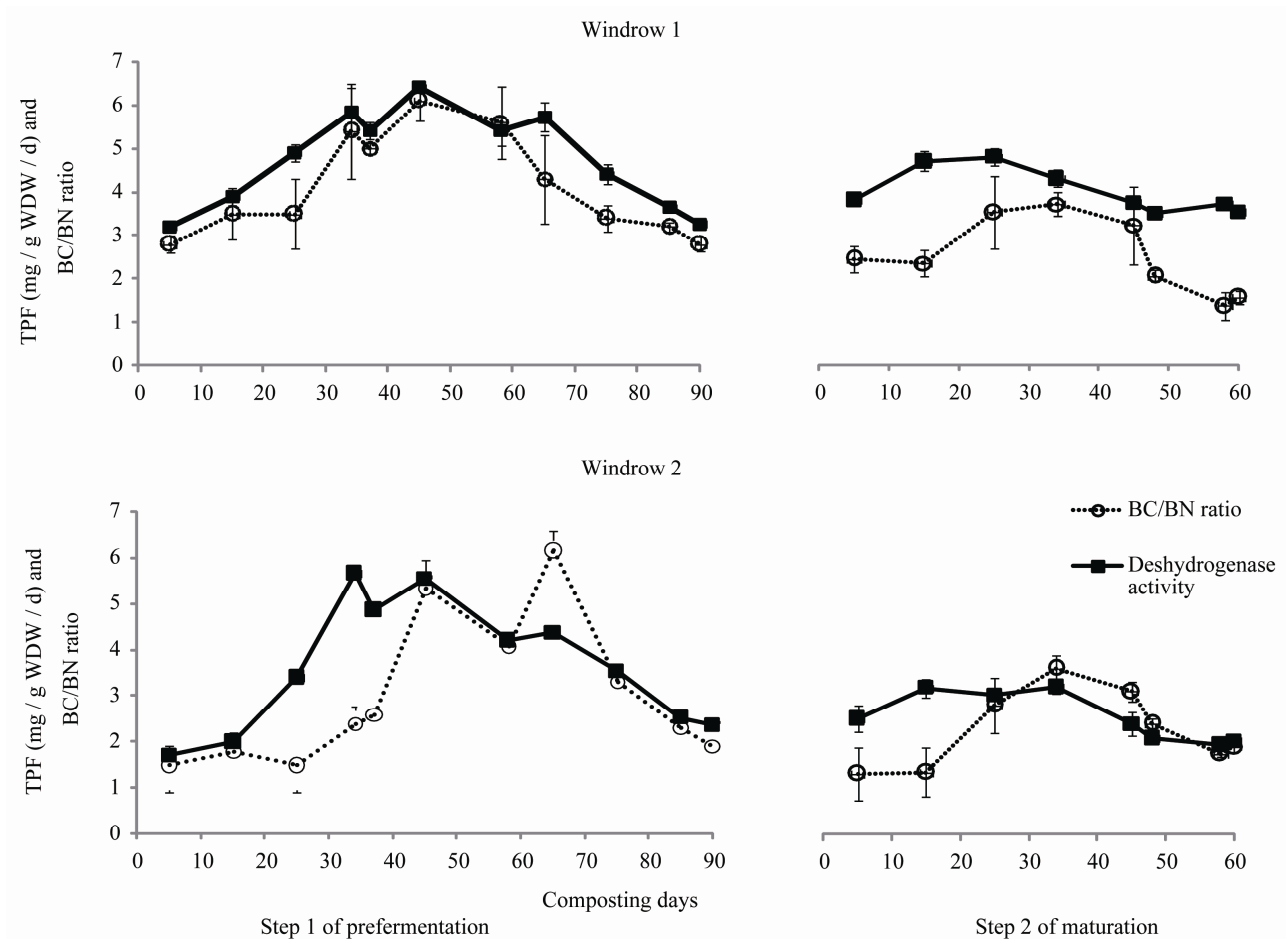 Windrow 1
TPF (mg / g WDW / d) and
BC/BN ratio
7
6
5
4
3
2
1
0
0 10 20 30 40 50 60 70 80 90
0 10 20 30 40 50 60
Windrow 2
TPF (mg / g WDW / d) and
BC/BN ratio
7
6
5
4
3
2
1
0
BC/BN ratio
Deshydrogenase
activity
0 10 20 30 40 50 60 70 80 90
0 10 20 30 40 50 60
Composting days
Step 1 of prefermentation
Step 2 of maturation